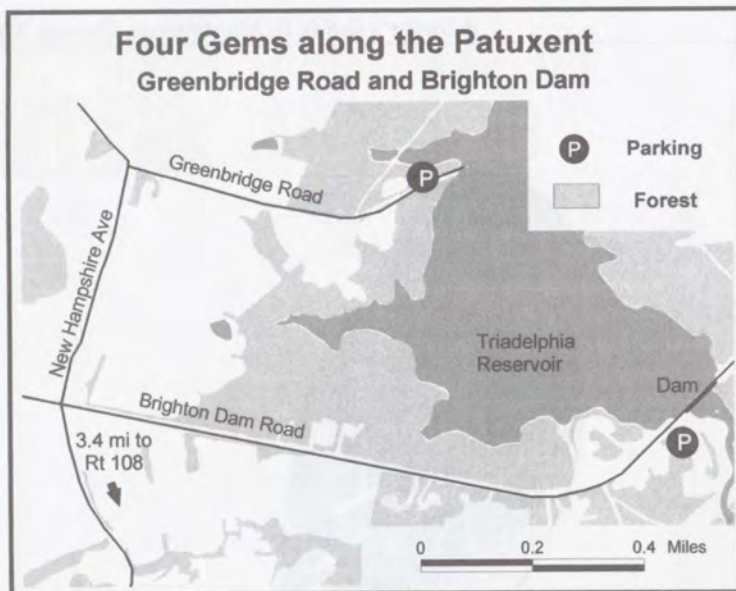 Four Gems along the Patuxent
Greenbridge Road and Brighton Dam
P Parking
Forest
Greenbridge Road
P
New Hampshire Ave
Triadelphia
Reservoir
Dam
Brighton Dam Road
P
3.4 mi to
Rt 108
0 0.2 0.4 Miles